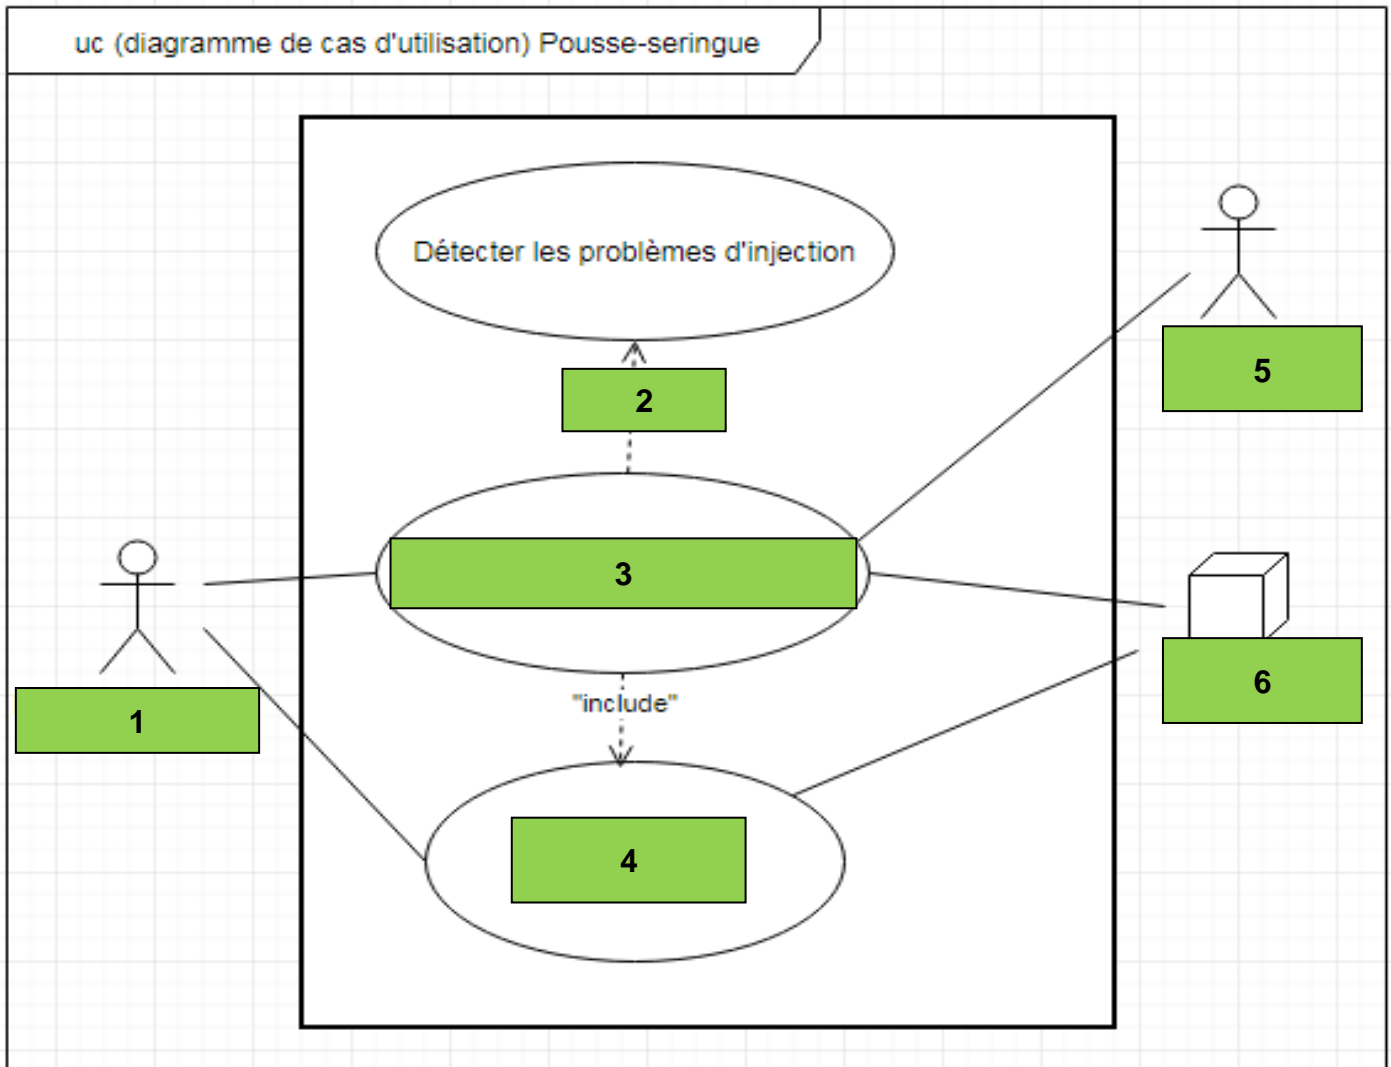 uc (diagramme de cas d'utilisation) Pousse-seringue
Détecter les problèmes d'injection
2
5
3
"include"
6
1
4